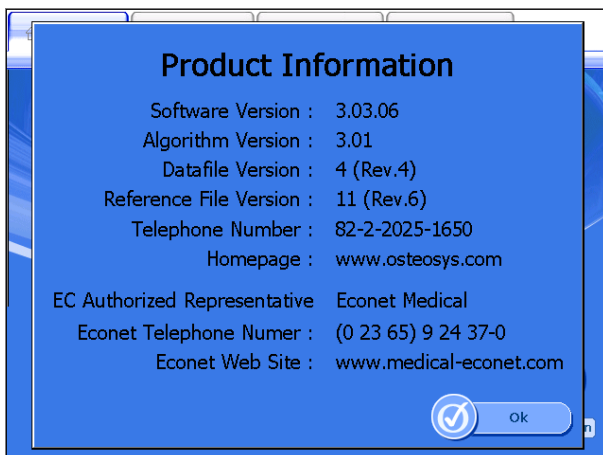 Product Information
Software Version : 3.03.06
Algorithm Version : 3.01
Datafile Version : 4 (Rev.4)
Reference File Version : 11 (Rev.6)
Telephone Number : 82-2-2025-1650
Homepage : www.osteosys.com
EC Authorized Representative Econet Medical
Econet Telephone Numer : (0 23 65) 9 24 37-0
Econet Web Site : www.medical-econet.com
Ok